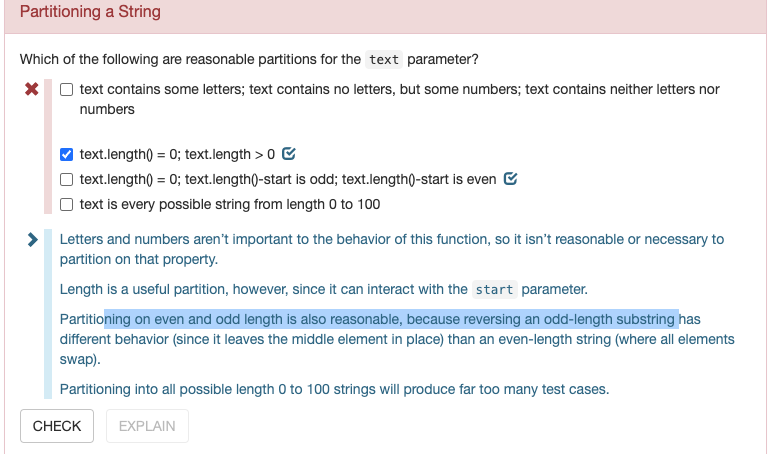 Partitioning a String
Which of the following are reasonable partitions for the text parameter?
text contains some letters; text contains no letters, but some numbers; text contains neither letters nor
numbers
text.length() = 0; text.length > 0
text.length() = 0; text.length()-start is odd; text.length()-start is even
text is every possible string from length 0 to 100
Letters and numbers aren’t important to the behavior of this function, so it isn’t reasonable or necessary to
partition on that property.
Length is a useful partition, however, since it can interact with the start parameter.
Partitioning on even and odd length is also reasonable, because reversing an odd-length substring has
different behavior (since it leaves the middle element in place) than an even-length string (where all elements
swap).
Partitioning into all possible length 0 to 100 strings will produce far too many test cases.
CHECK EXPLAIN